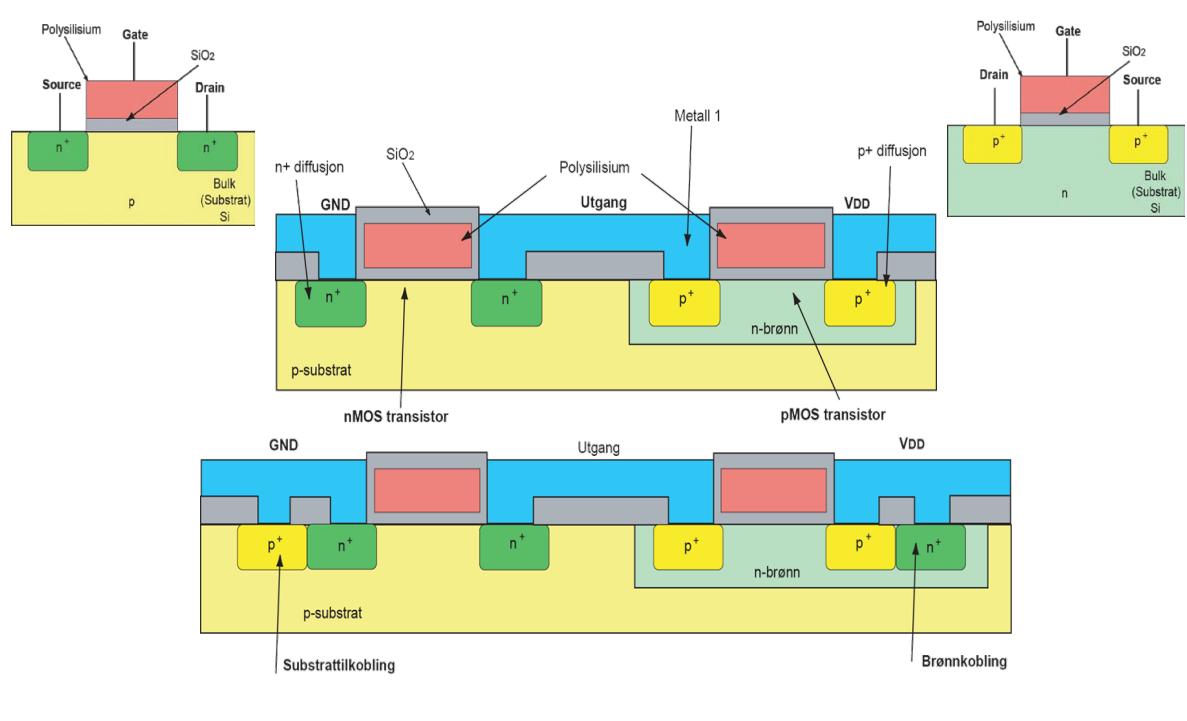 Polysilisium
Gate
SiO2
Source
Drain
n+
n+
p
Bulk
(Substrat)
Si
Polysilisium
Gate
SiO2
Drain
Source
p+
p+
n
Bulk
(Substrat)
Si
Metall 1
n+ diffusjon
SiO2
Polysilisium
p+ diffusjon
GND
Utgang
VDD
n+
n+
p+
p+
n-brønn
p-substrat
nMOS transistor
pMOS transistor
GND
Utgang
VDD
p+
n+
n+
p+
p+
n+
n-brønn
p-substrat
Substrattilkobling
Brønnkobling